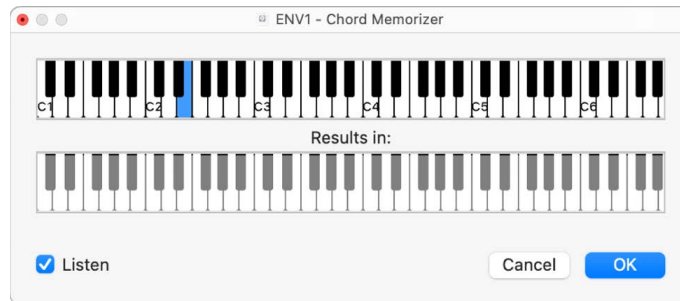 ENV1 - Chord Memorizer
C1 C2 C3 C4 C5 C6
Results in:
Listen
Cancel
OK